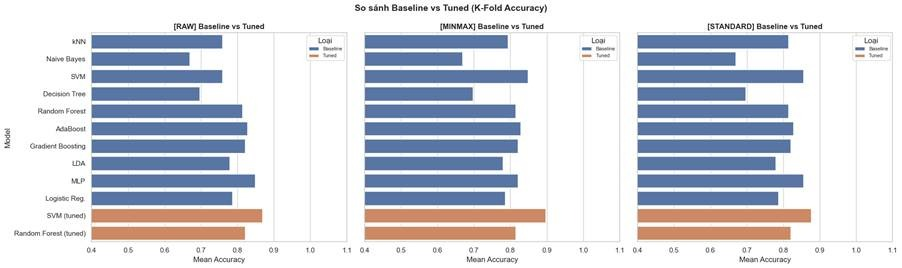 So sánh Baseline vs Tuned (K-Fold Accuracy)
[RAW] Baseline vs Tuned
[MINMAX] Baseline vs Tuned
[STANDARD] Baseline vs Tuned
Model
kNN
Naive Bayes
SVM
Decision Tree
Random Forest
AdaBoost
Gradient Boosting
LDA
MLP
Logistic Reg.
SVM (tuned)
Random Forest (tuned)
Loại
Baseline
Tuned
Loại
Baseline
Tuned
Loại
Baseline
Tuned
0.4 0.5 0.6 0.7 0.8 0.9 1.0 1.1
0.4 0.5 0.6 0.7 0.8 0.9 1.0 1.1
0.4 0.5 0.6 0.7 0.8 0.9 1.0 1.1
Mean Accuracy
Mean Accuracy
Mean Accuracy